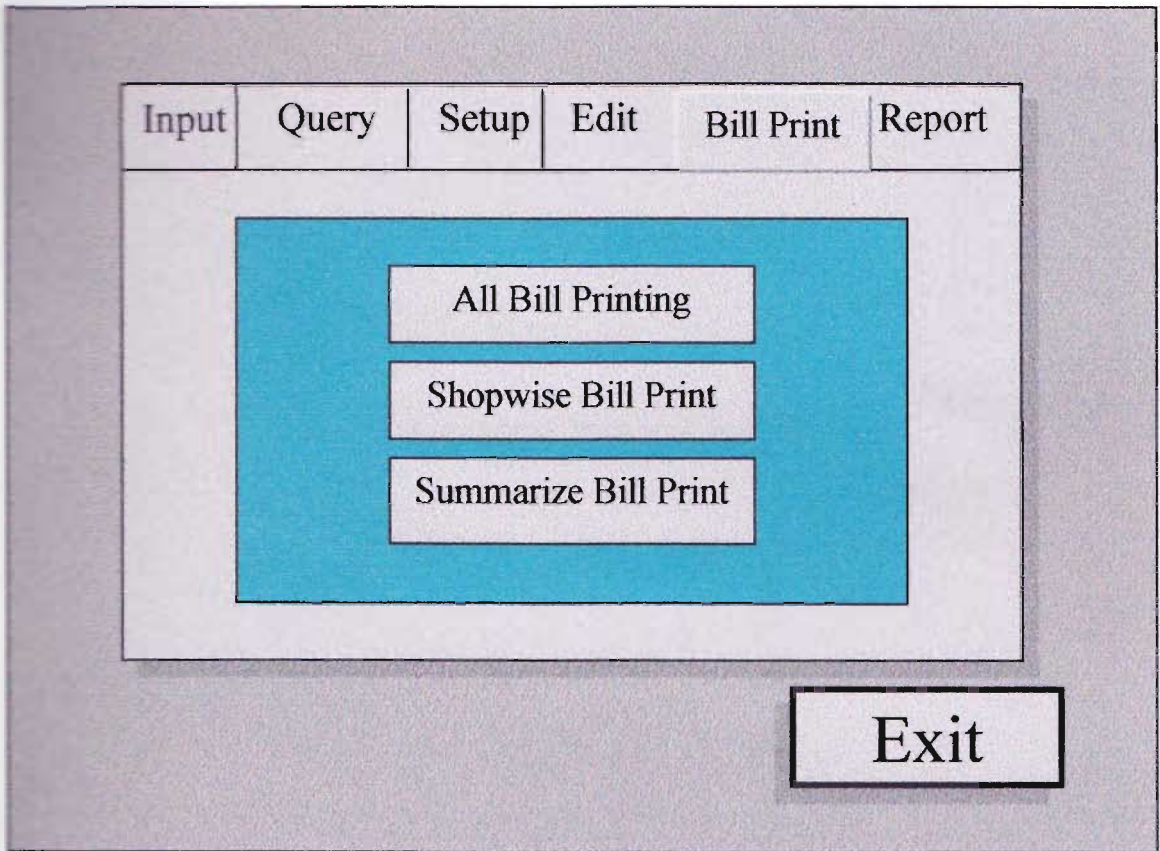 Input Query Setup Edit Bill Print Report
All Bill Printing
Shopwise Bill Print
Summarize Bill Print
Exit